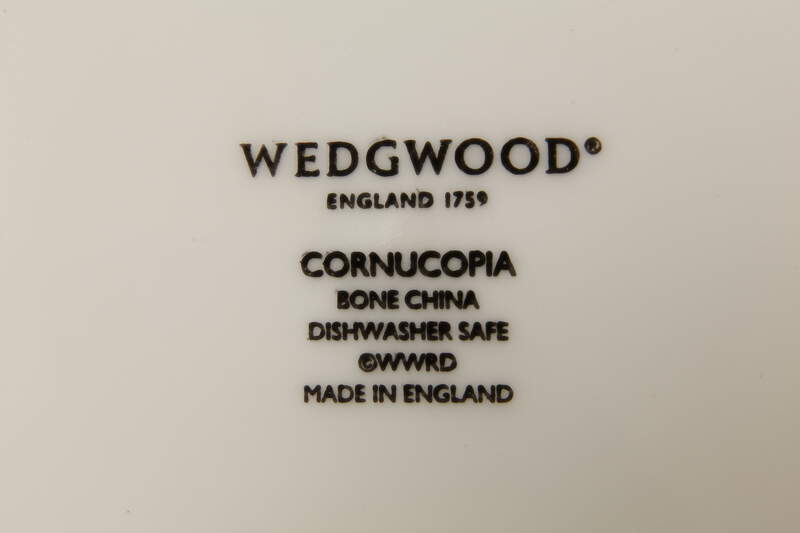 WEDGWOOD®
ENGLAND 1759
CORNUCOPIA
BONE CHINA
DISHWASHER SAFE
©WWRD
MADE IN ENGLAND